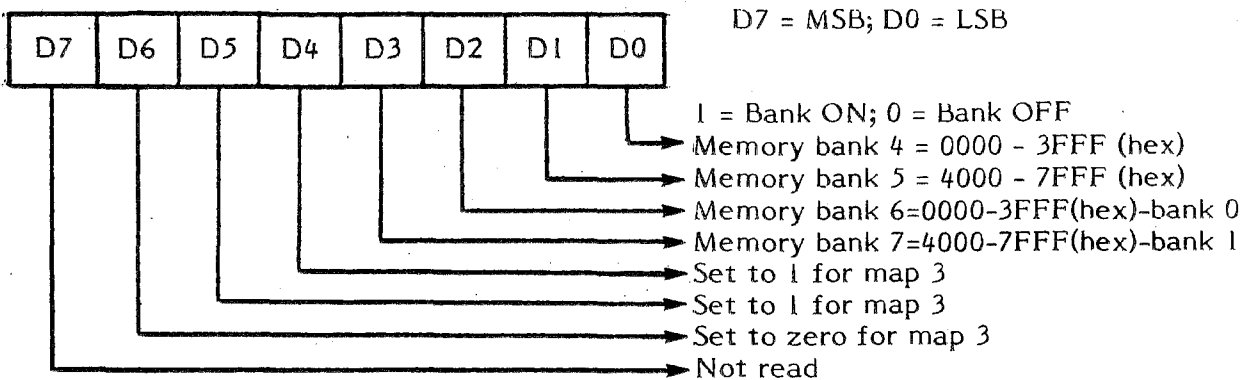 D7 = MSB; D0 = LSB
D7 D6 D5 D4 D3 D2 D1 D0
1 = Bank ON; 0 = Bank OFF
Memory bank 4 = 0000 - 3FFF (hex)
Memory bank 5 = 4000 - 7FFF (hex)
Memory bank 6=0000-3FFF(hex)-bank 0
Memory bank 7=4000-7FFF(hex)-bank 1
Set to 1 for map 3
Set to 1 for map 3
Set to zero for map 3
Not read